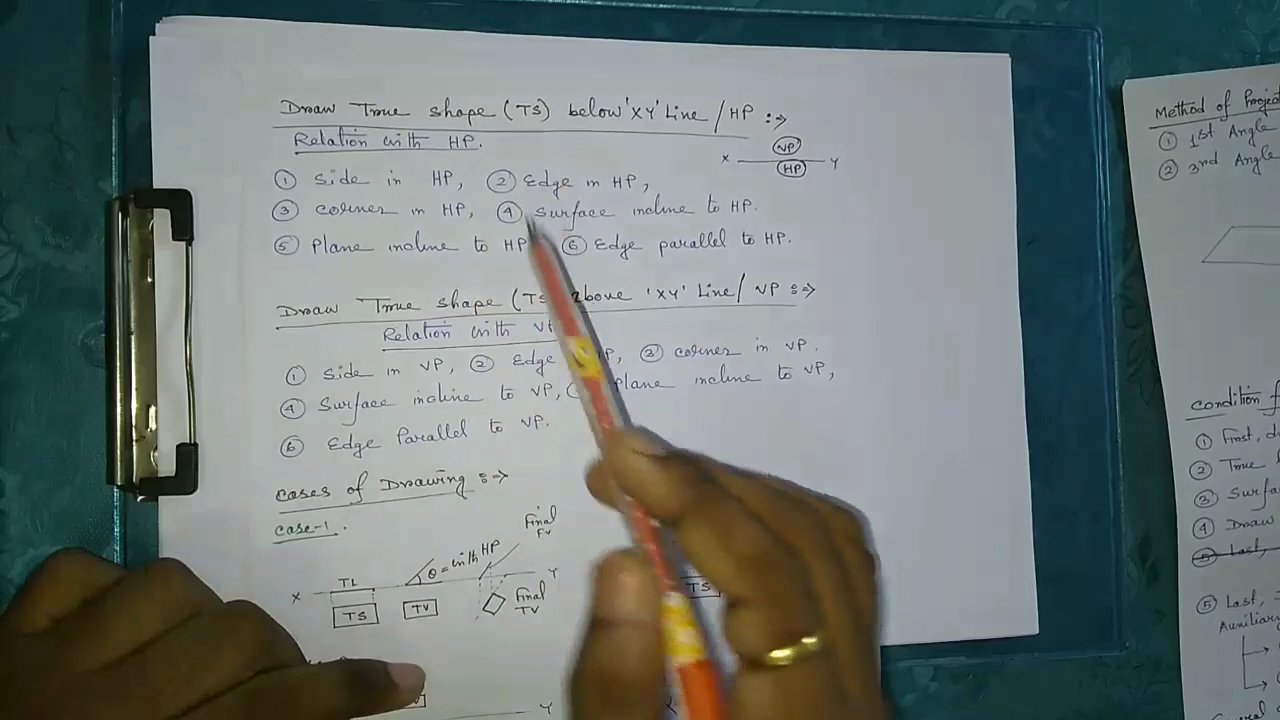 Draw True shape (TS) below 'XY' Line / HP :→
Relation with HP.
VP
X Y
HP
① Side in HP, ② Edge in HP,
③ corner in HP, ④ Surface incline to HP.
⑤ Plane incline to HP ⑥ Edge parallel to HP.
Draw True shape (TS above 'XY' Line / VP :→
Relation with
① Side in VP, ② Edge P, ③ corner in VP.
④ Surface incline to VP, plane incline to VP,
⑥ Edge Parallel to VP.
cases of Drawing :→
case-1.
Final
FV
θ = with HP
TL
X Y
TS TV
Final
TV
TS
Y
Method of
① 1st Angle
② 3rd Angle
condition
①
② True
③
④ Draw
⑤ Last,
⑤ Last,